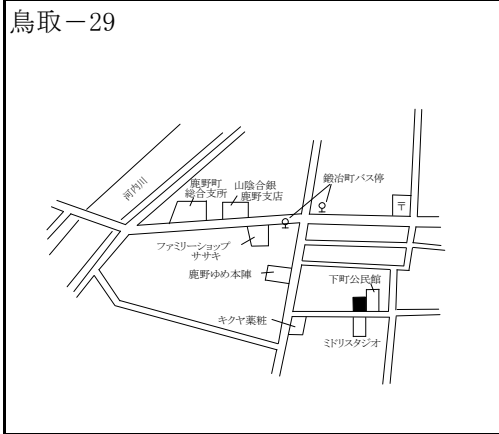 鳥取－29
河内川
鹿野町
総合支所
山陰合銀
鹿野支店
鍛冶町バス停
〒
ファミリーショップ
ササキ
鹿野ゆめ本陣
下町公民館
キクヤ薬粧
ミドリスタジオ